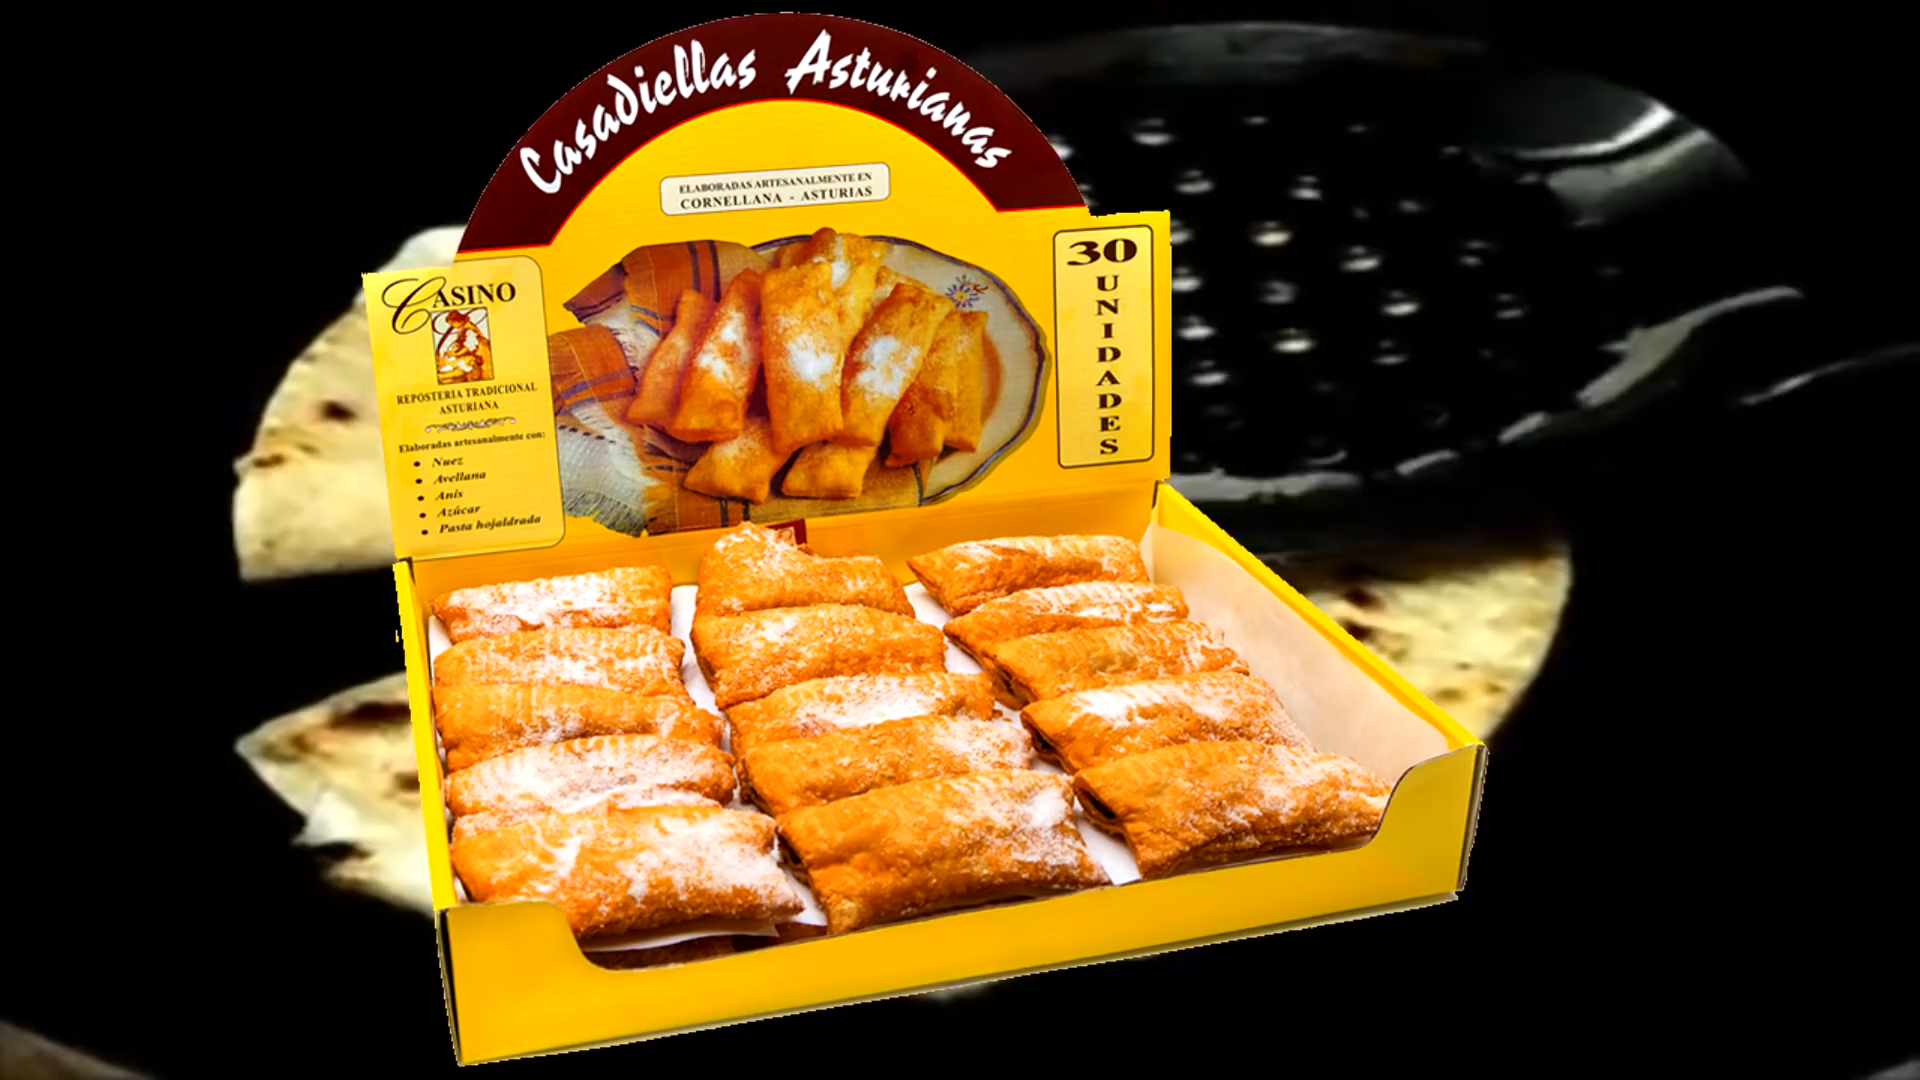 Casadiellas Asturianas
ELABORADAS ARTESANALMENTE EN
CORNELLANA - ASTURIAS
30
UNIDADES
CASINO
REPOSTERIA TRADICIONAL
ASTURIANA
Elaboradas artesanalmente con:
• Nuez
• Avellana
• Anís
• Azúcar
• Pasta hojaldrada